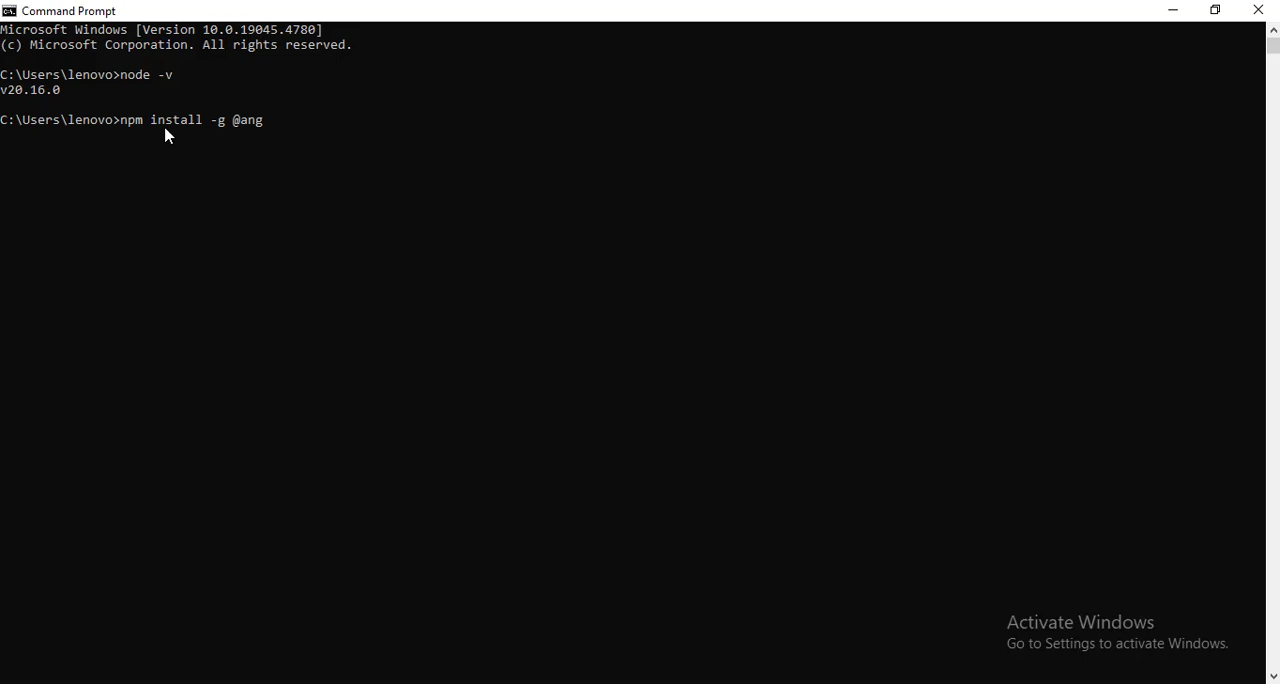 Command Prompt
Microsoft Windows [Version 10.0.19045.4780]
(c) Microsoft Corporation. All rights reserved.
C:\Users\lenovo>node -v
v20.16.0
C:\Users\lenovo>npm install -g @ang
Activate Windows
Go to Settings to activate Windows.